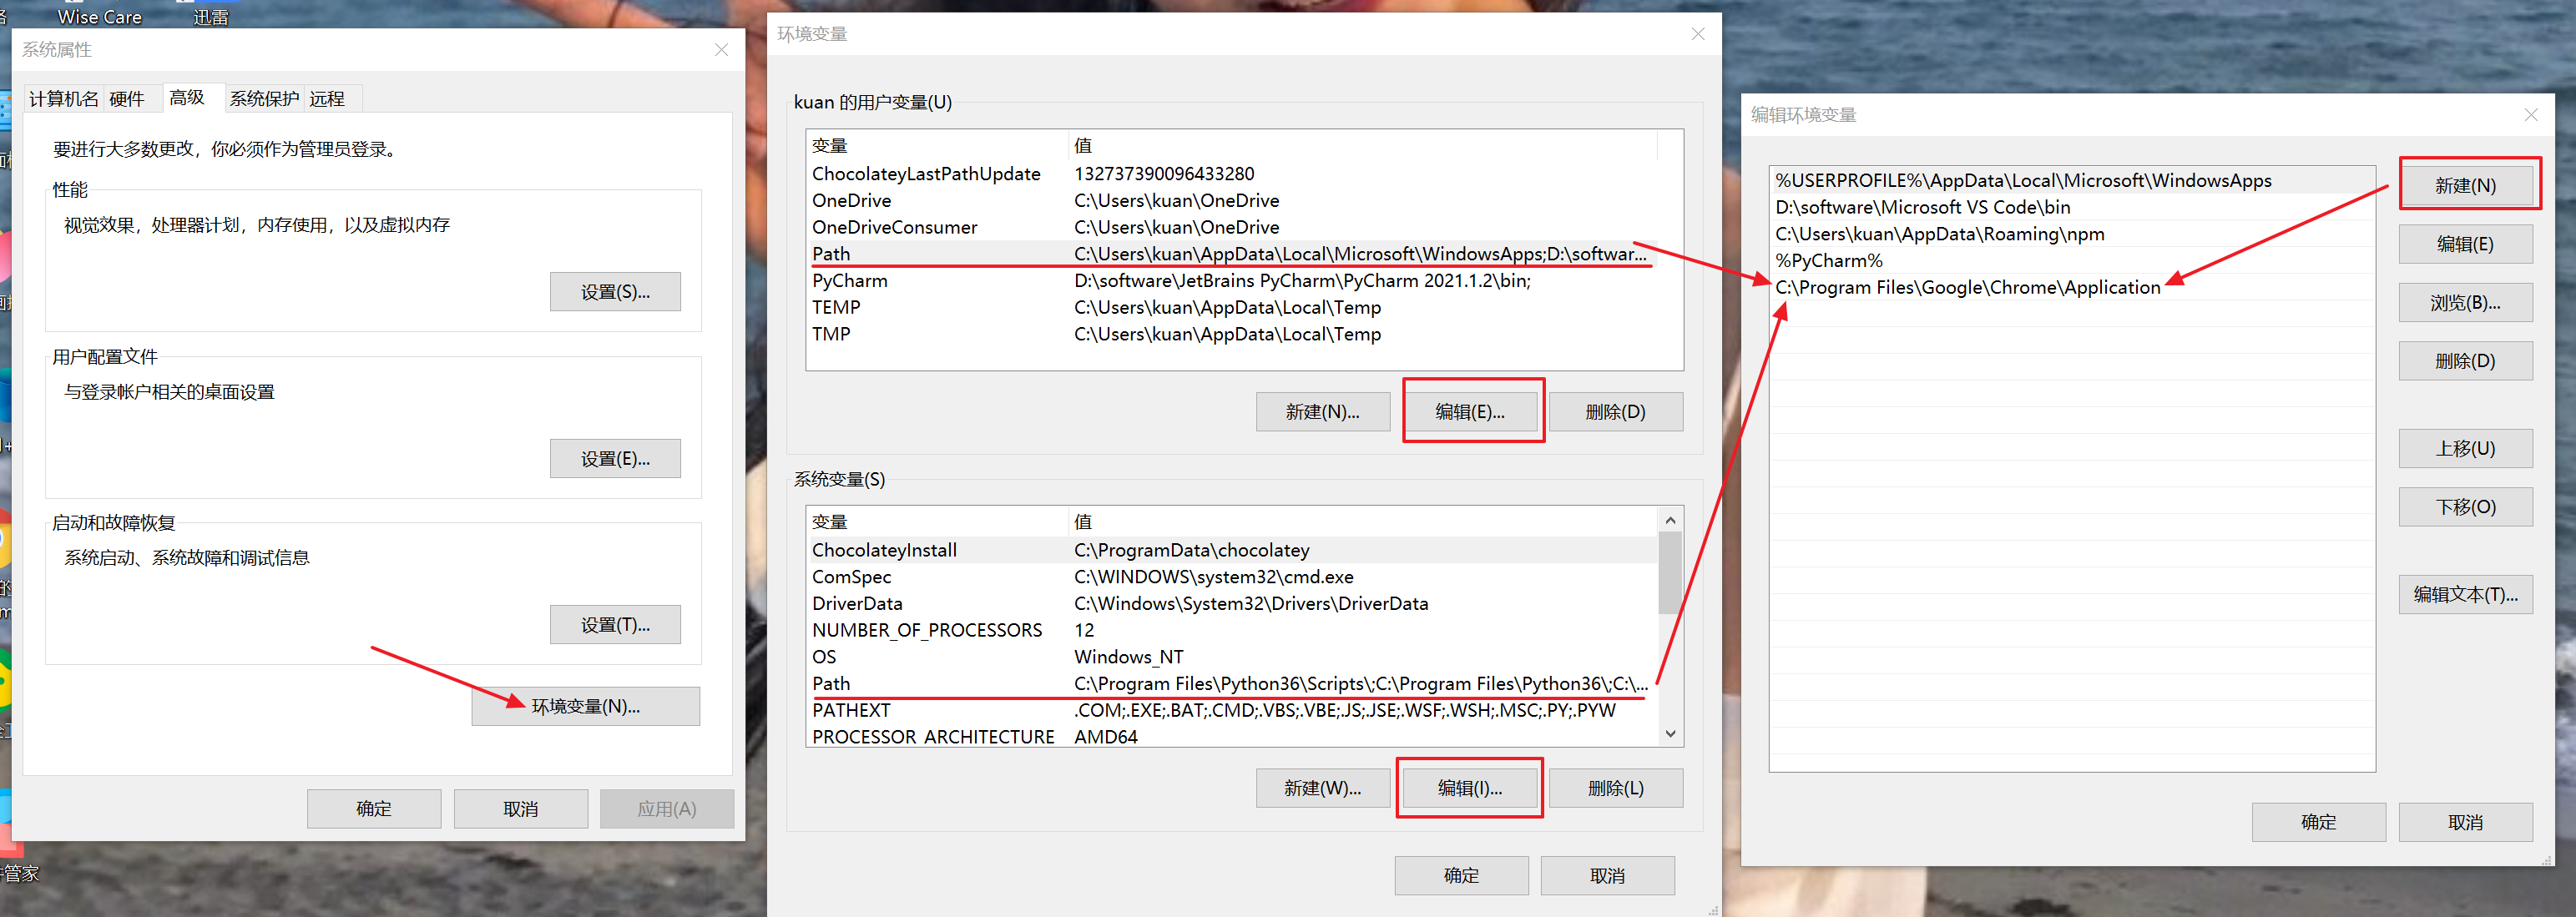 Wise Care
迅雷
系统属性
计算机名 硬件 高级 系统保护 远程
要进行大多数更改，你必须作为管理员登录。
性能
视觉效果，处理器计划，内存使用，以及虚拟内存
设置(S)...
用户配置文件
与登录帐户相关的桌面设置
设置(E)...
启动和故障恢复
系统启动、系统故障和调试信息
设置(T)...
环境变量(N)...
确定 取消 应用(A)
管家
环境变量
kuan 的用户变量(U)
变量 值
ChocolateyLastPathUpdate 132737390096433280
OneDrive C:\Users\kuan\OneDrive
OneDriveConsumer C:\Users\kuan\OneDrive
Path C:\Users\kuan\AppData\Local\Microsoft\WindowsApps;D:\softwar...
PyCharm D:\software\JetBrains PyCharm\PyCharm 2021.1.2\bin;
TEMP C:\Users\kuan\AppData\Local\Temp
TMP C:\Users\kuan\AppData\Local\Temp
新建(N)... 编辑(E)... 删除(D)
系统变量(S)
变量 值
ChocolateyInstall C:\ProgramData\chocolatey
ComSpec C:\WINDOWS\system32\cmd.exe
DriverData C:\Windows\System32\Drivers\DriverData
NUMBER_OF_PROCESSORS 12
OS Windows_NT
Path C:\Program Files\Python36\Scripts\;C:\Program Files\Python36\;C:\...
PATHEXT .COM;.EXE;.BAT;.CMD;.VBS;.VBE;.JS;.JSE;.WSF;.WSH;.MSC;.PY;.PYW
PROCESSOR_ARCHITECTURE AMD64
新建(W)... 编辑(I)... 删除(L)
确定 取消
编辑环境变量
%USERPROFILE%\AppData\Local\Microsoft\WindowsApps
D:\software\Microsoft VS Code\bin
C:\Users\kuan\AppData\Roaming\npm
%PyCharm%
C:\Program Files\Google\Chrome\Application
新建(N)
编辑(E)
浏览(B)...
删除(D)
上移(U)
下移(O)
编辑文本(T)...
确定 取消